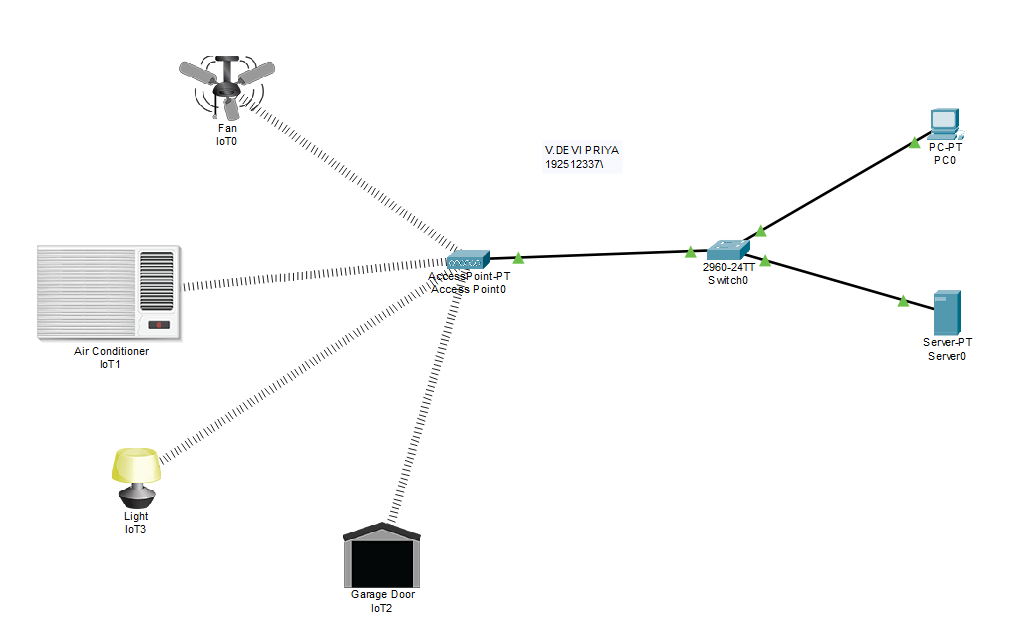 Fan
IoT0
V.DEVI PRIYA
192512337\
PC-PT
PC0
AccessPoint-PT
Access Point0
2960-24TT
Switch0
Air Conditioner
IoT1
Server-PT
Server0
Light
IoT3
Garage Door
IoT2